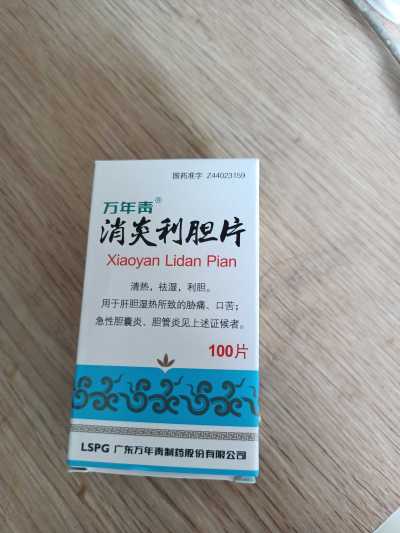 国药准字 Z44023159
万年青®
消炎利胆片
Xiaoyan Lidan Pian
清热，祛湿，利胆。
用于肝胆湿热所致的胁痛、口苦；
急性胆囊炎、胆管炎见上述证候者。
100片
LSPG 广东万年青制药股份有限公司